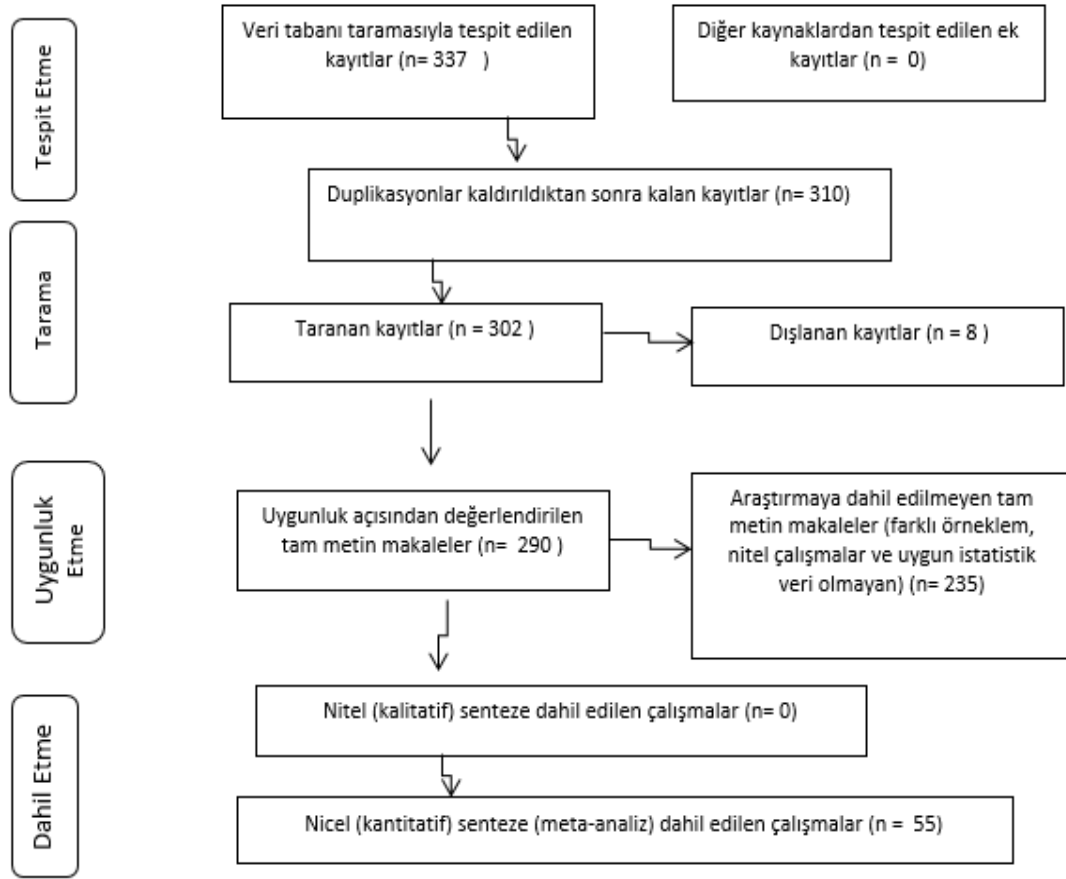 Tespit Etme
Veri tabanı taramasıyla tespit edilen
kayıtlar (n= 337 )
Diğer kaynaklardan tespit edilen ek
kayıtlar (n = 0)
Duplikasyonlar kaldırıldıktan sonra kalan kayıtlar (n= 310)
Tarama
Taranan kayıtlar (n = 302 )
Dışlanan kayıtlar (n = 8 )
Uygunluk
Etme
Uygunluk açısından değerlendirilen
tam metin makaleler (n= 290 )
Araştırmaya dahil edilmeyen tam
metin makaleler (farklı örneklem,
nitel çalışmalar ve uygun istatistik
veri olmayan) (n= 235)
Dahil Etme
Nitel (kalitatif) senteze dahil edilen çalışmalar (n= 0)
Nicel (kantitatif) senteze (meta-analiz) dahil edilen çalışmalar (n = 55)